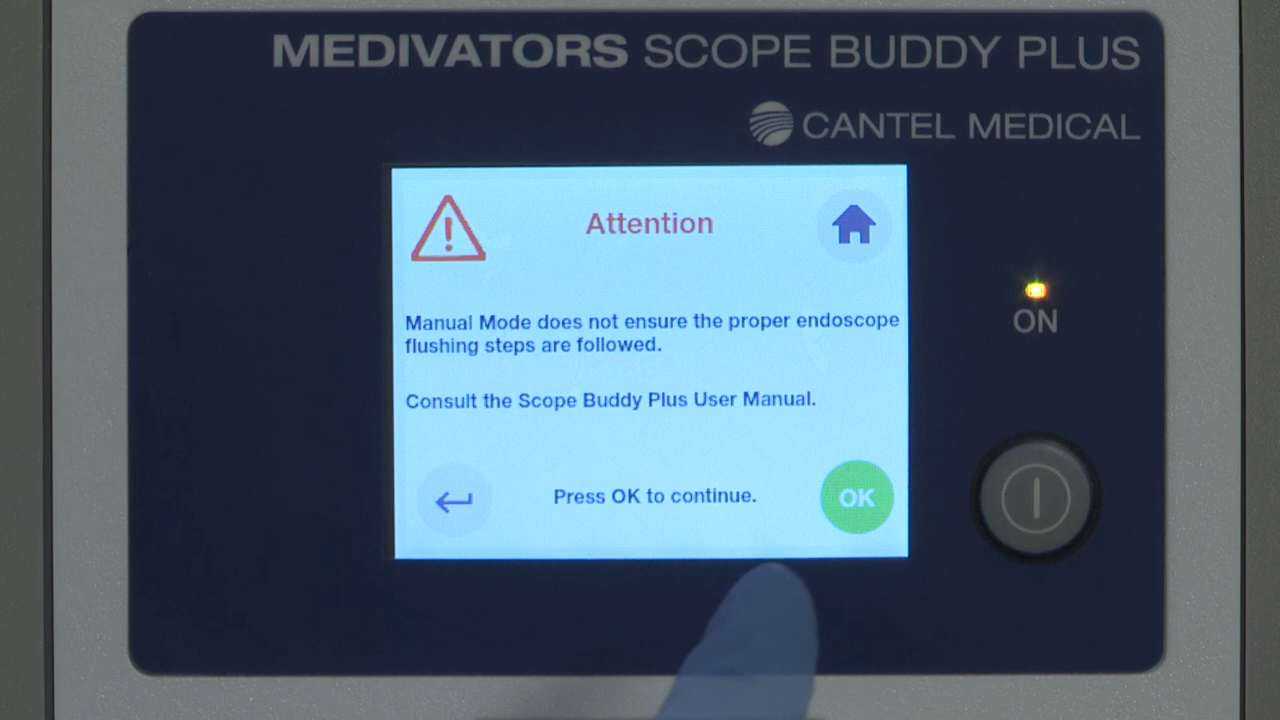 MEDIVATORS SCOPE BUDDY PLUS
CANTEL MEDICAL
Attention
Manual Mode does not ensure the proper endoscope
flushing steps are followed.
Consult the Scope Buddy Plus User Manual.
Press OK to continue.
OK
ON